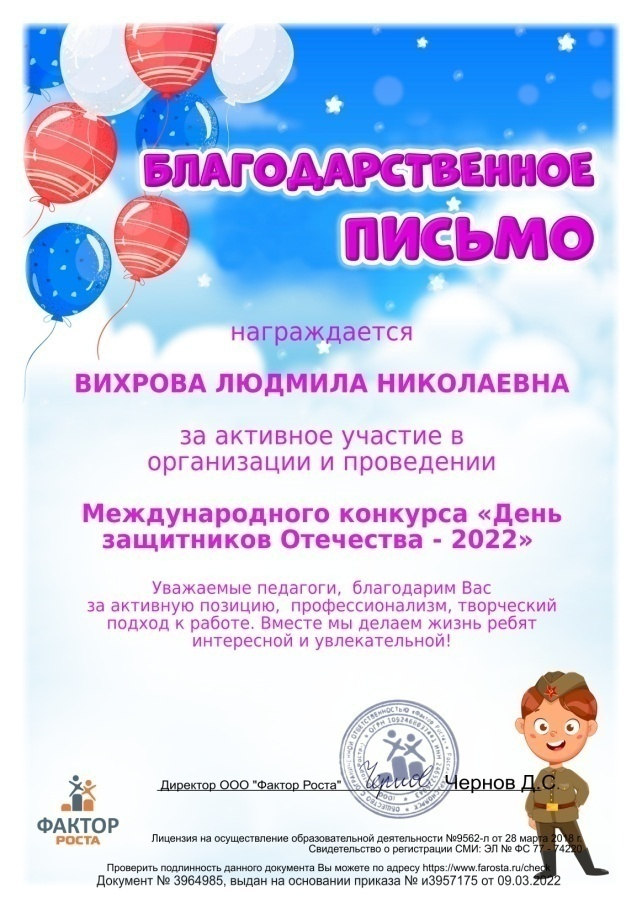 БЛАГОДАРСТВЕННОЕ
ПИСЬМО
награждается
ВИХРОВА ЛЮДМИЛА НИКОЛАЕВНА
за активное участие в
организации и проведении
Международного конкурса «День
защитников Отечества - 2022»
Уважаемые педагоги, благодарим Вас
за активную позицию, профессионализм, творческий
подход к работе. Вместе мы делаем жизнь ребят
интересной и увлекательной!
Директор ООО "Фактор Роста" Чернов Д.С.
ФАКТОР
РОСТА
Лицензия на осуществление образовательной деятельности №9562-л от 28 марта 2018 г.
Свидетельство о регистрации СМИ: ЭЛ № ФС 77 - 74220
Проверить подлинность данного документа Вы можете по адресу https://www.farosta.ru/check
Документ № 3964985, выдан на основании приказа № и3957175 от 09.03.2022